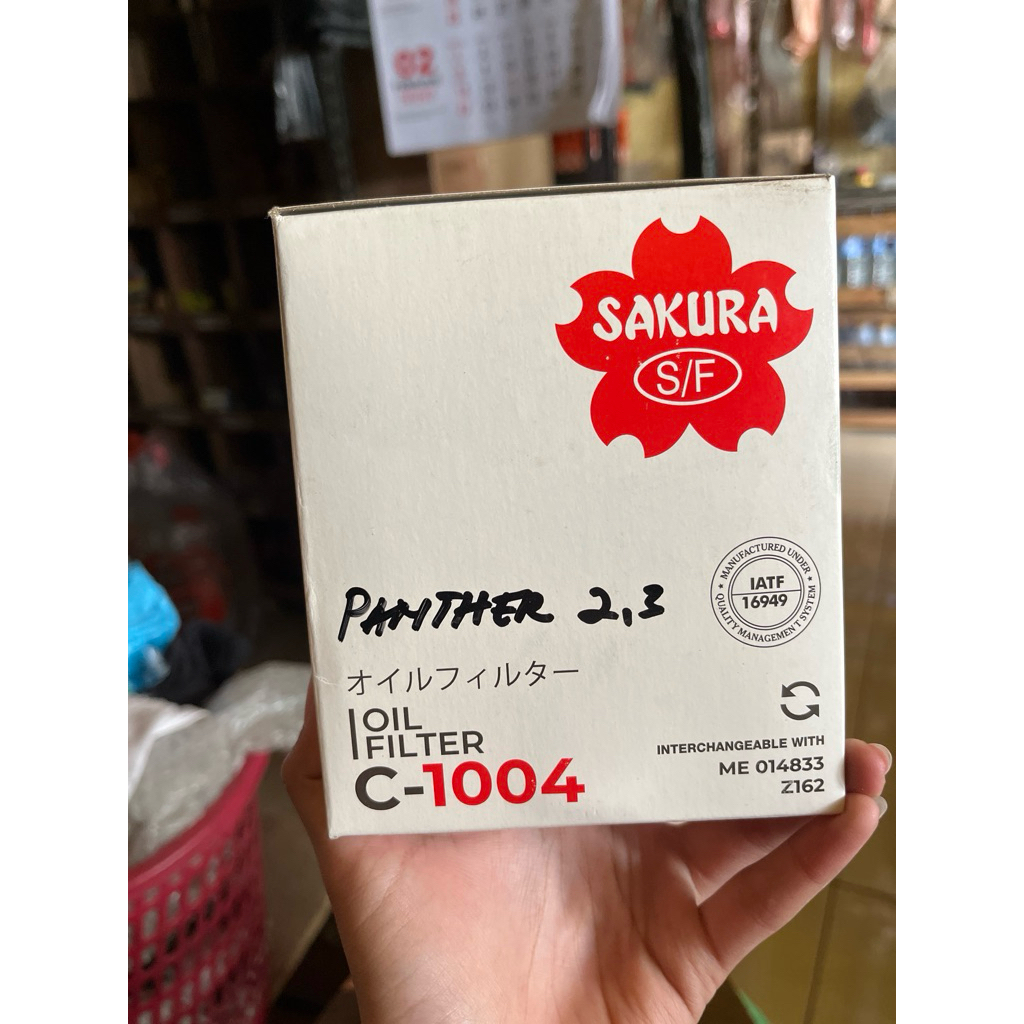 02
SAKURA
S/F
MANUFACTURED UNDER
IATF
16949
QUALITY MANAGEMENT SYSTEM
PANTHER 2,3
オイルフィルター
OIL
FILTER
C-1004
INTERCHANGEABLE WITH
ME 014833
Z162